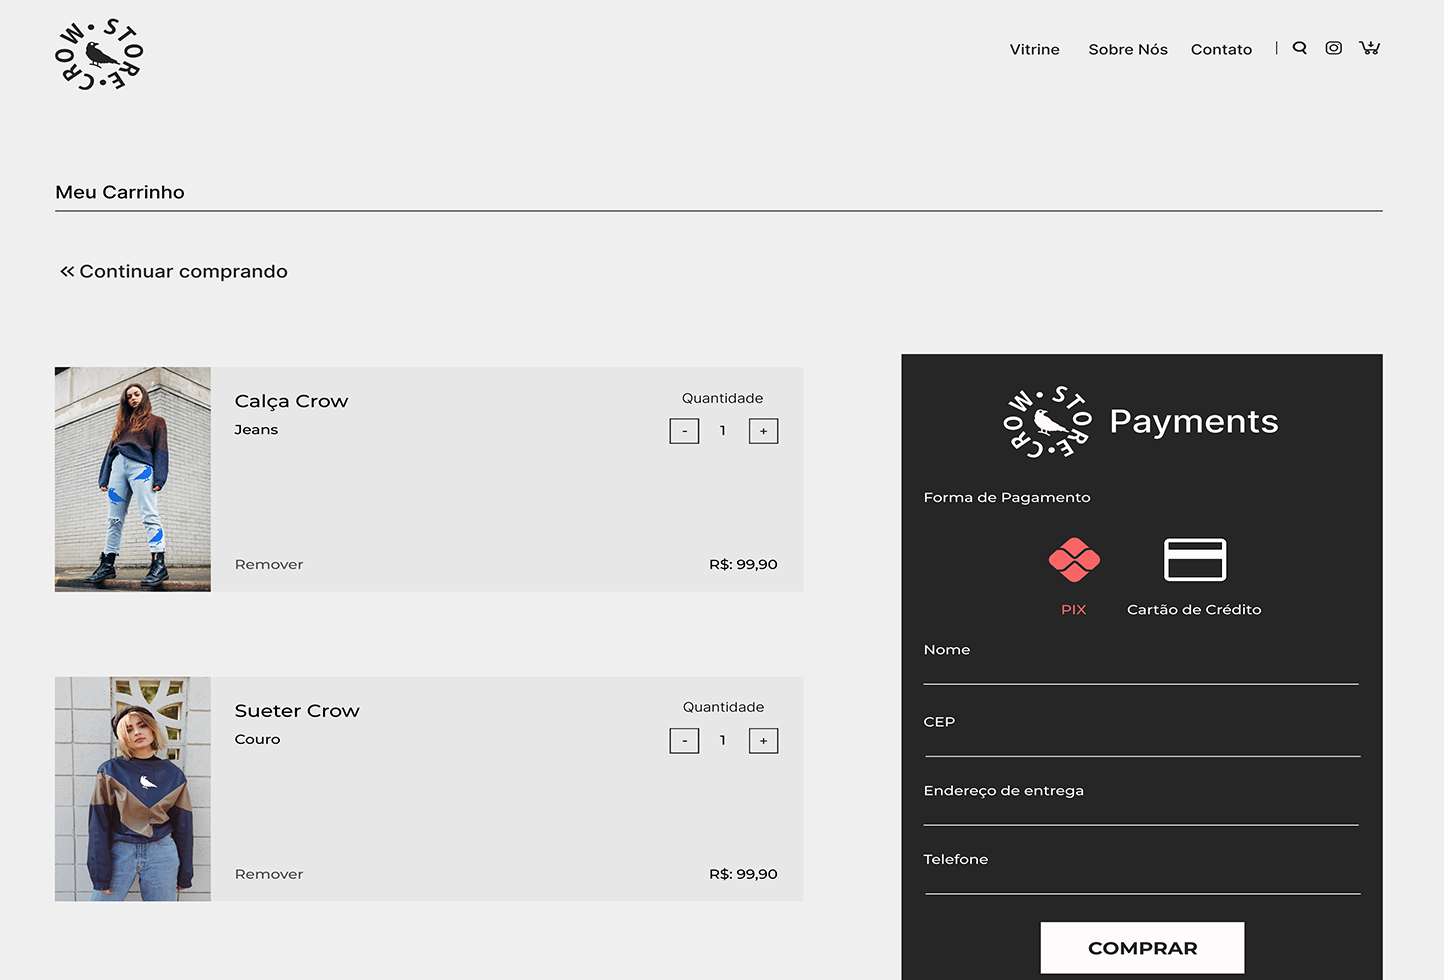 CROW • STORE •
Vitrine Sobre Nós Contato |
Meu Carrinho
Continuar comprando
Calça Crow
Jeans
Quantidade
- 1 +
Remover
R$: 99,90
Sueter Crow
Couro
Quantidade
- 1 +
Remover
R$: 99,90
CROW • STORE •
Payments
Forma de Pagamento
PIX
Cartão de Crédito
Nome
CEP
Endereço de entrega
Telefone
COMPRAR